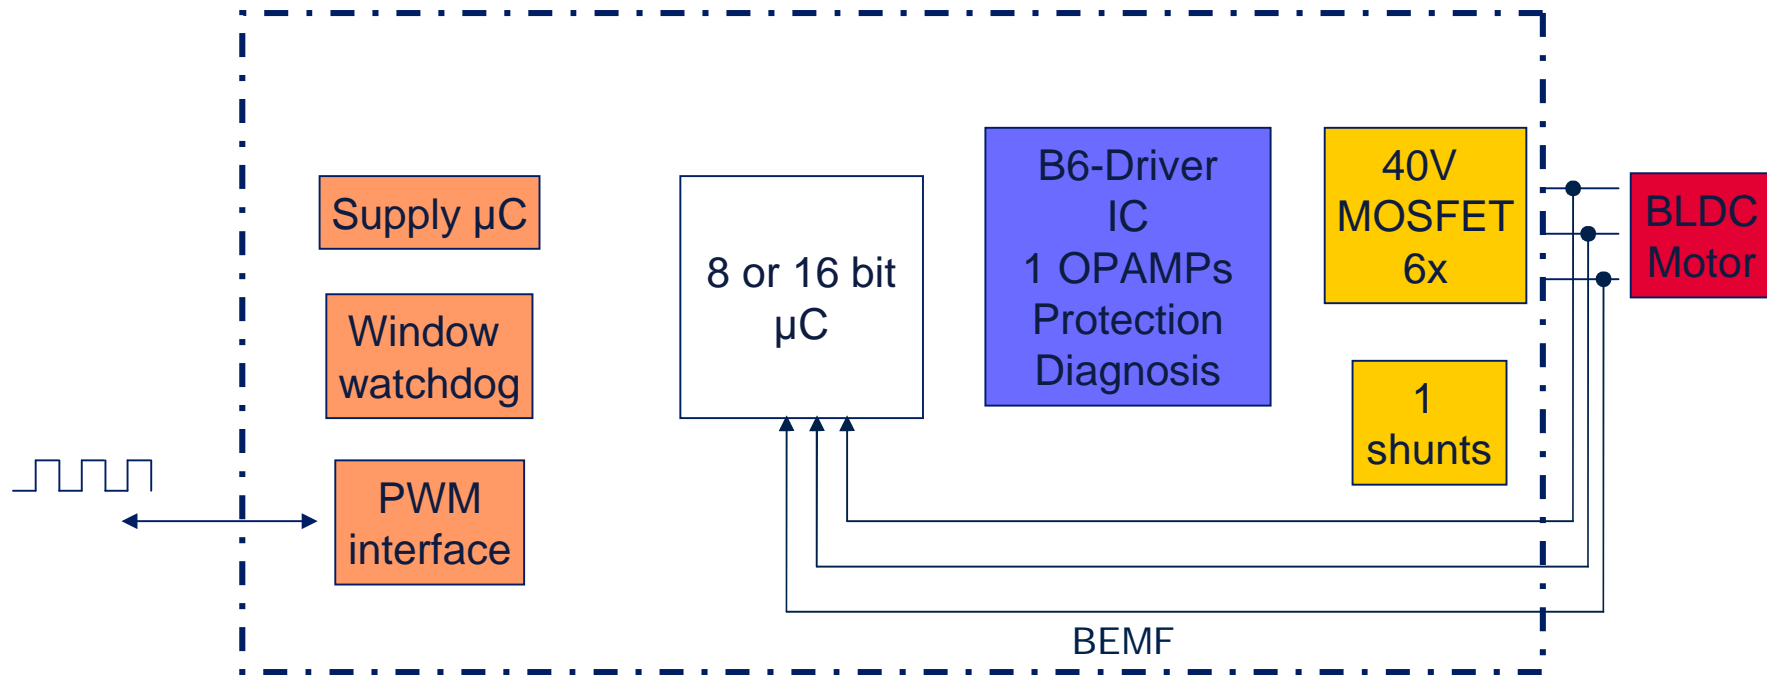 Supply µC
Window
watchdog
PWM
interface
8 or 16 bit
µC
B6-Driver
IC
1 OPAMPs
Protection
Diagnosis
40V
MOSFET
6x
1
shunts
BLDC
Motor
BEMF